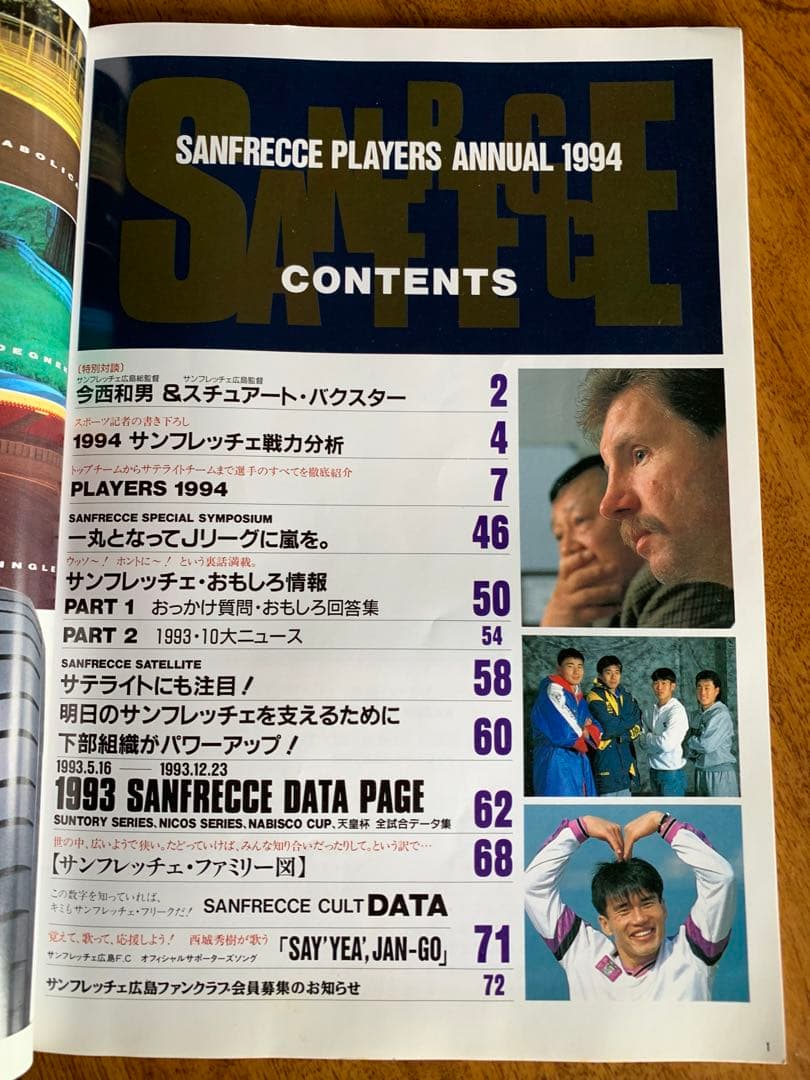 ABOLICA
DEGNER
INGLE
SANFRECCE
SANFRECCE PLAYERS ANNUAL 1994
CONTENTS
〔特別対談〕
サンフレッチェ広島総監督 サンフレッチェ広島監督
今西和男 &スチュアート・バクスター 2
スポーツ記者の書き下ろし
1994 サンフレッチェ戦力分析 4
トップチームからサテライトチームまで選手のすべてを徹底紹介
PLAYERS 1994 7
SANFRECCE SPECIAL SYMPOSIUM
一丸となってJリーグに嵐を。 46
ウッソ〜! ホントに〜! という裏話満載。
サンフレッチェ・おもしろ情報
PART 1 おっかけ質問・おもしろ回答集 50
PART 2 1993・10大ニュース 54
SANFRECCE SATELLITE
サテライトにも注目! 58
明日のサンフレッチェを支えるために
下部組織がパワーアップ! 60
1993.5.16 —— 1993.12.23
1993 SANFRECCE DATA PAGE 62
SUNTORY SERIES、NICOS SERIES、NABISCO CUP、天皇杯 全試合データ集
世の中、広いようで狭い。たどっていけば、みんな知り合いだったりして。という訳で…
【サンフレッチェ・ファミリー図】 68
この数字を知っていれば、
キミもサンフレッチェ・フリークだ! SANFRECCE CULT DATA
覚えて、歌って、応援しよう! 西城秀樹が歌う
サンフレッチェ広島F.C オフィシャルサポーターズソング 「SAY'YEA',JAN-GO」 71
サンフレッチェ広島ファンクラブ会員募集のお知らせ 72
1